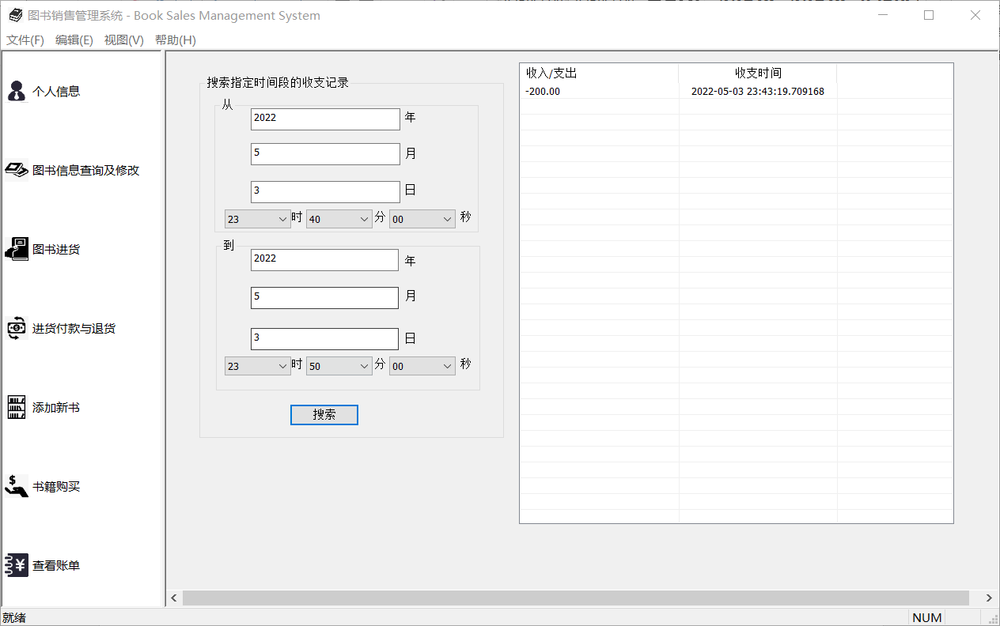 图书销售管理系统 - Book Sales Management System
文件(F) 编辑(E) 视图(V) 帮助(H)
个人信息
图书信息查询及修改
图书进货
进货付款与退货
添加新书
书籍购买
查看账单
搜索指定时间段的收支记录
从
2022 年
5 月
3 日
23 时 40 分 00 秒
到
2022 年
5 月
3 日
23 时 50 分 00 秒
搜索
收入/支出 收支时间
-200.00 2022-05-03 23:43:19.709168
就绪
NUM